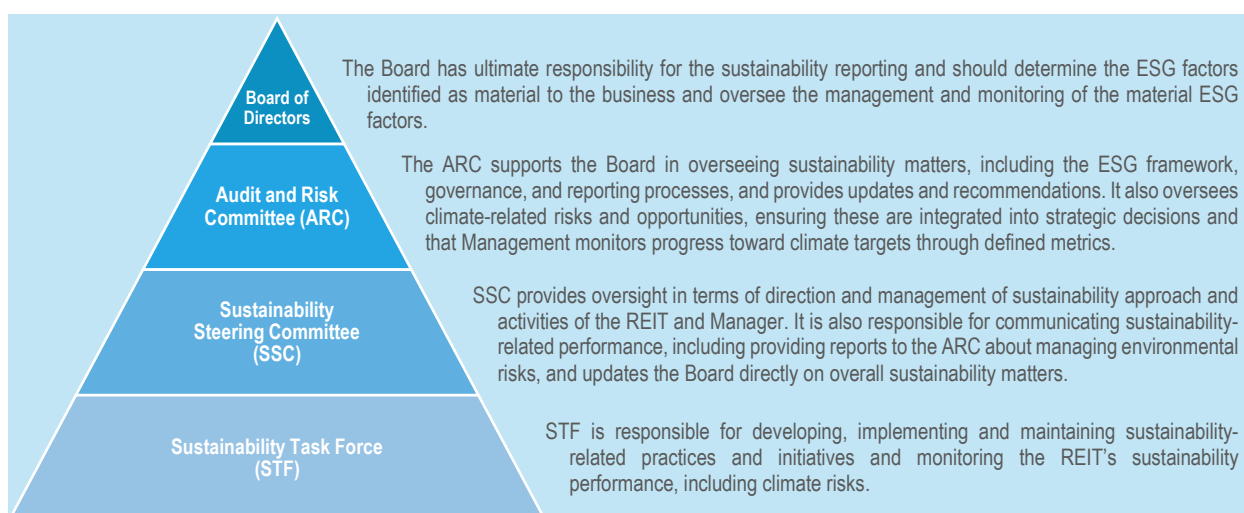 Board of
Directors
The Board has ultimate responsibility for the sustainability reporting and should determine the ESG factors
identified as material to the business and oversee the management and monitoring of the material ESG
factors.
Audit and Risk
Committee (ARC)
The ARC supports the Board in overseeing sustainability matters, including the ESG framework,
governance, and reporting processes, and provides updates and recommendations. It also oversees
climate-related risks and opportunities, ensuring these are integrated into strategic decisions and
that Management monitors progress toward climate targets through defined metrics.
Sustainability
Steering Committee
(SSC)
SSC provides oversight in terms of direction and management of sustainability approach and
activities of the REIT and Manager. It is also responsible for communicating sustainability-
related performance, including providing reports to the ARC about managing environmental
risks, and updates the Board directly on overall sustainability matters.
Sustainability Task Force
(STF)
STF is responsible for developing, implementing and maintaining sustainability-
related practices and initiatives and monitoring the REIT's sustainability
performance, including climate risks.